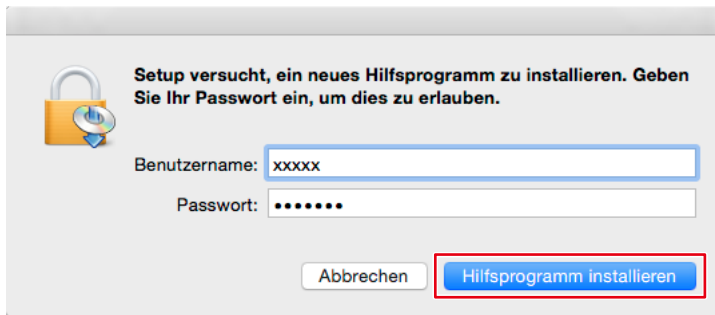 Setup versucht, ein neues Hilfsprogramm zu installieren. Geben
Sie Ihr Passwort ein, um dies zu erlauben.
Benutzername: xxxxx
Passwort: •••••••
Abbrechen Hilfsprogramm installieren